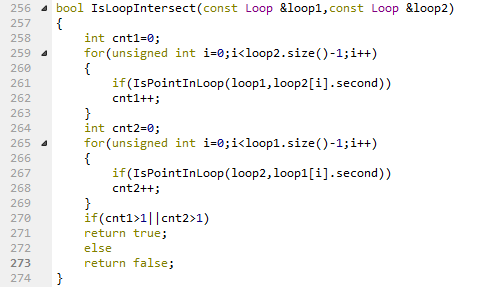 256 bool IsLoopIntersect(const Loop &loop1,const Loop &loop2)
257 {
258     int cnt1=0;
259     for(unsigned int i=0;i<loop2.size()-1;i++)
260     {
261         if(IsPointInLoop(loop1,loop2[i].second))
262         cnt1++;
263     }
264     int cnt2=0;
265     for(unsigned int i=0;i<loop1.size()-1;i++)
266     {
267         if(IsPointInLoop(loop2,loop1[i].second))
268         cnt2++;
269     }
270     if(cnt1>1||cnt2>1)
271     return true;
272     else
273     return false;
274 }